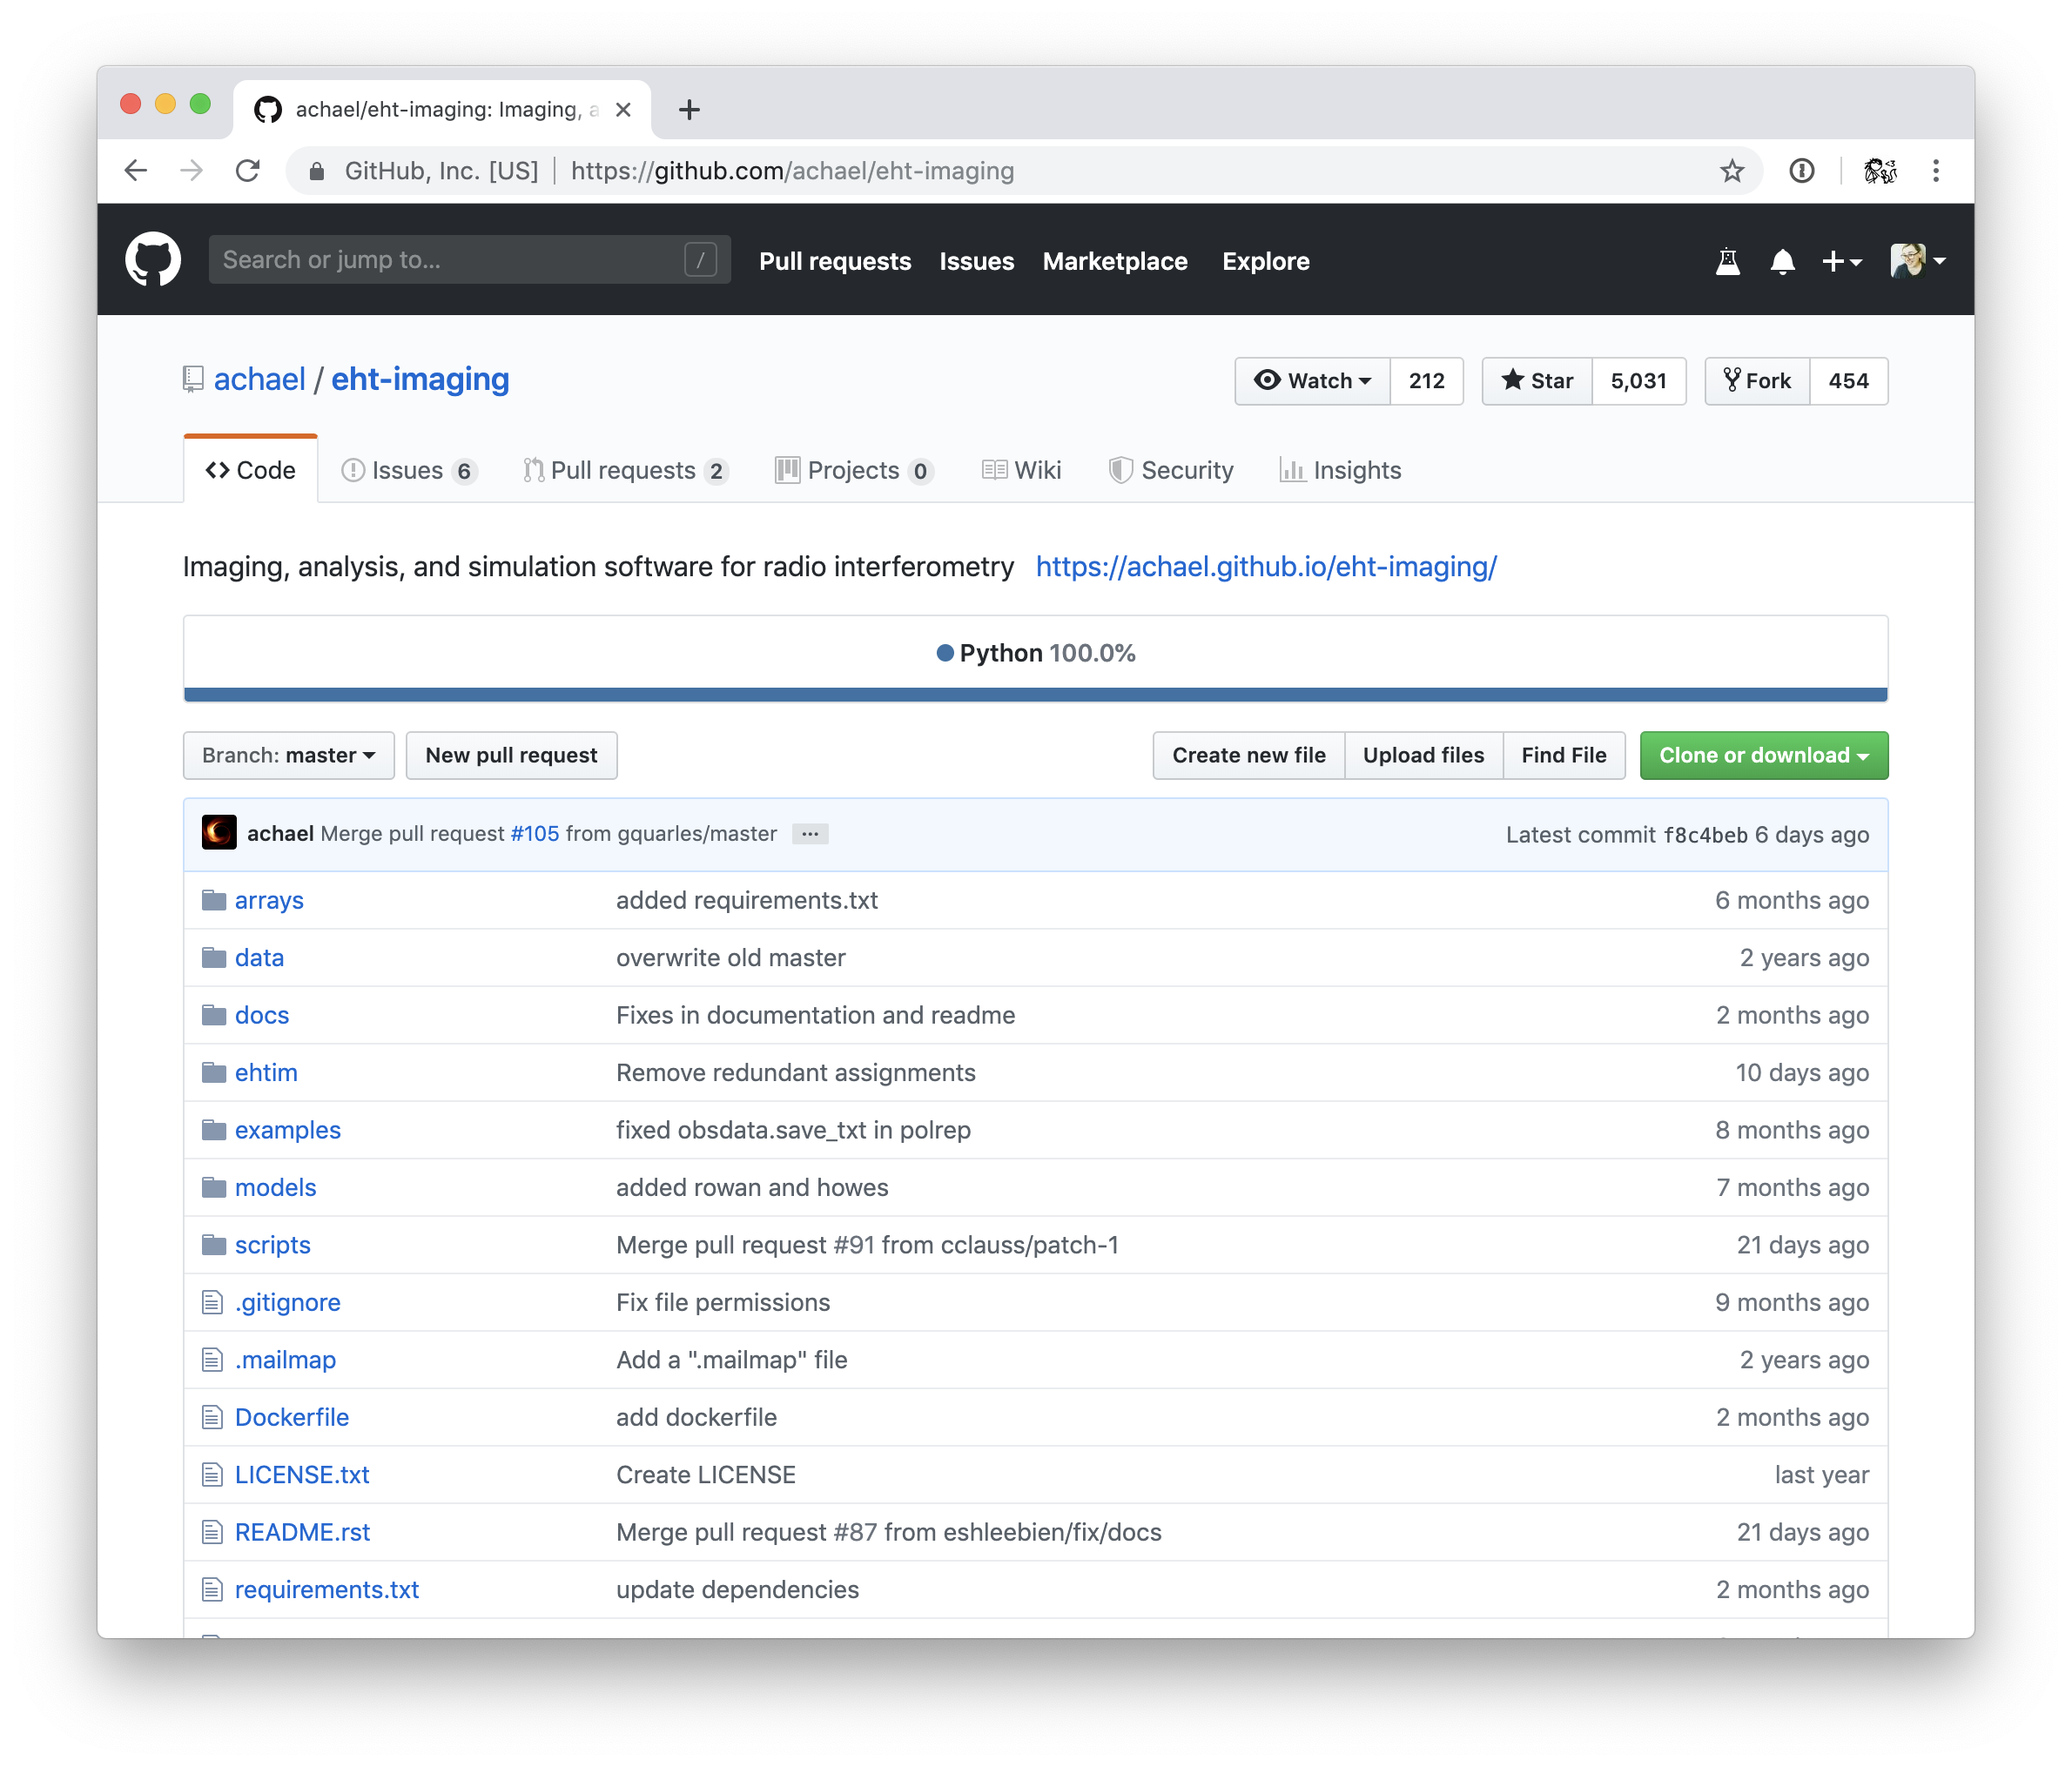 achael/eht-imaging: Imaging, a
GitHub, Inc. [US] https://github.com/achael/eht-imaging
Search or jump to... / Pull requests Issues Marketplace Explore
achael / eht-imaging Watch 212 Star 5,031 Fork 454
Code Issues 6 Pull requests 2 Projects 0 Wiki Security Insights
Imaging, analysis, and simulation software for radio interferometry https://achael.github.io/eht-imaging/
Python 100.0%
Branch: master New pull request Create new file Upload files Find File Clone or download
achael Merge pull request #105 from gquarles/master ... Latest commit f8c4beb 6 days ago
arrays added requirements.txt 6 months ago
data overwrite old master 2 years ago
docs Fixes in documentation and readme 2 months ago
ehtim Remove redundant assignments 10 days ago
examples fixed obsdata.save_txt in polrep 8 months ago
models added rowan and howes 7 months ago
scripts Merge pull request #91 from cclauss/patch-1 21 days ago
.gitignore Fix file permissions 9 months ago
.mailmap Add a ".mailmap" file 2 years ago
Dockerfile add dockerfile 2 months ago
LICENSE.txt Create LICENSE last year
README.rst Merge pull request #87 from eshleebien/fix/docs 21 days ago
requirements.txt update dependencies 2 months ago